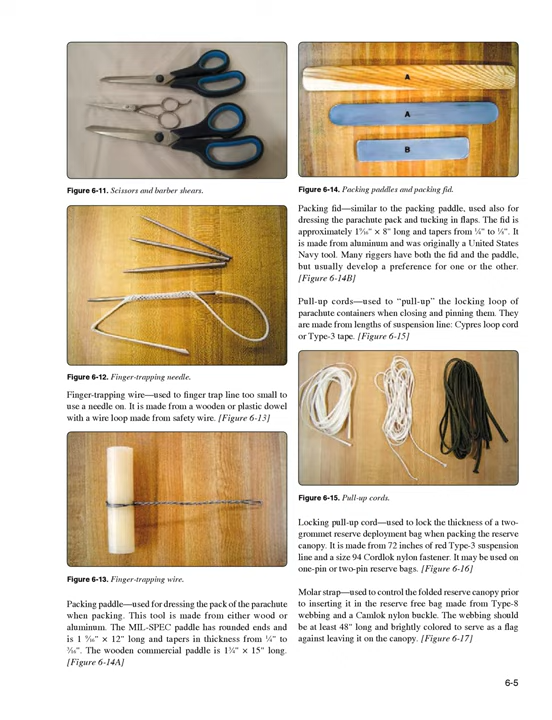 Figure 6-11. Scissors and barber shears.
Figure 6-12. Finger-trapping needle.
Finger-trapping wire—used to finger trap line too small to
use a needle on. It is made from a wooden or plastic dowel
with a wire loop made from safety wire. [Figure 6-13]
Figure 6-13. Finger-trapping wire.
Packing paddle—used for dressing the pack of the parachute
when packing. This tool is made from either wood or
aluminum. The MIL-SPEC paddle has rounded ends and
is 1 × 12" long and tapers in thickness from ¼" to
The wooden commercial paddle is 1¾" × 15" long.
[Figure 6-14A]
A
A
B
Figure 6-14. Packing paddles and packing fid.
Packing fid—similar to the packing paddle, used also for
dressing the parachute pack and tucking in flaps. The fid is
approximately × 8" long and tapers from ¼" to ⅛". It
is made from aluminum and was originally a United States
Navy tool. Many riggers have both the fid and the paddle,
but usually develop a preference for one or the other.
[Figure 6-14B]
Pull-up cords—used to “pull-up” the locking loop of
parachute containers when closing and pinning them. They
are made from lengths of suspension line: Cypres loop cord
or Type-3 tape. [Figure 6-15]
Figure 6-15. Pull-up cords.
Locking pull-up cord—used to lock the thickness of a two-
grommet reserve deployment bag when packing the reserve
canopy. It is made from 72 inches of red Type-3 suspension
line and a size 94 Cordlok nylon fastener. It may be used on
one-pin or two-pin reserve bags. [Figure 6-16]
Molar strap—used to control the folded reserve canopy prior
to inserting it in the reserve free bag made from Type-8
webbing and a Camlok nylon buckle. The webbing should
be at least 48" long and brightly colored to serve as a flag
against leaving it on the canopy. [Figure 6-17]
6-5